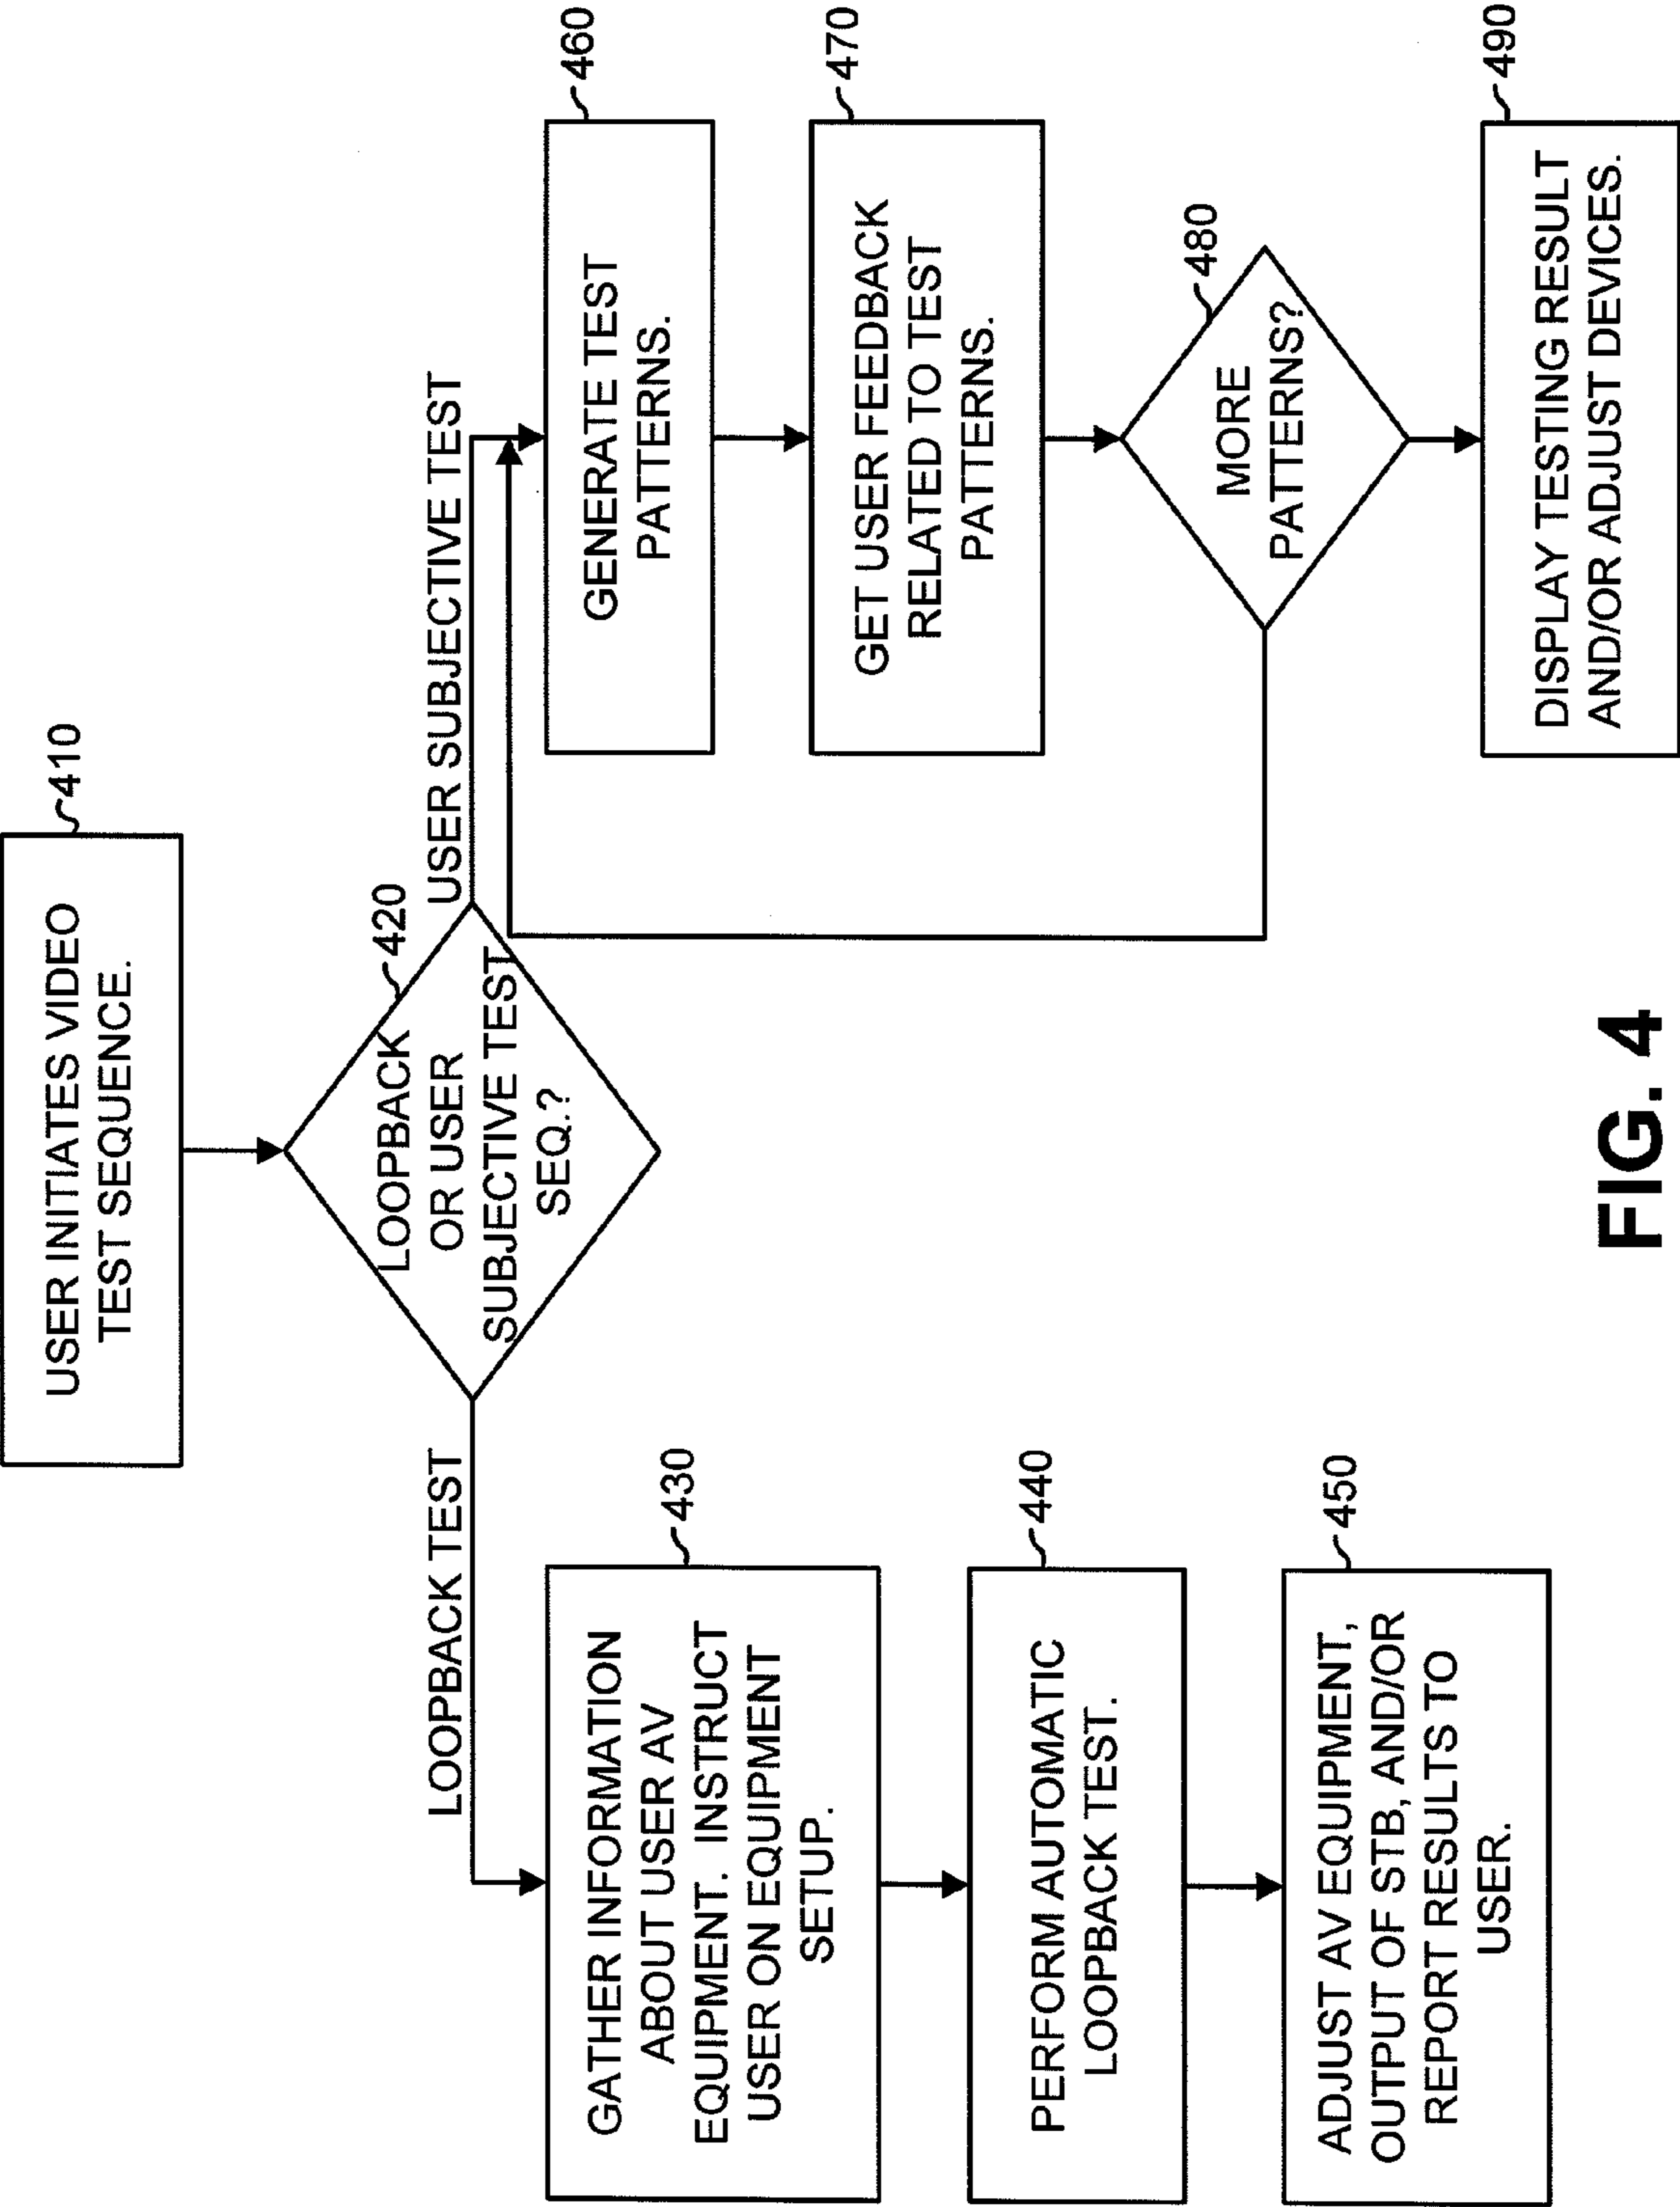 USER INITIATES VIDEO
TEST SEQUENCE.
410
LOOPBACK
OR USER
SUBJECTIVE TEST
SEQ.?
420
LOOPBACK TEST
USER SUBJECTIVE TEST
GATHER INFORMATION
ABOUT USER AV
EQUIPMENT. INSTRUCT
USER ON EQUIPMENT
SETUP.
430
PERFORM AUTOMATIC
LOOPBACK TEST.
440
ADJUST AV EQUIPMENT,
OUTPUT OF STB, AND/OR
REPORT RESULTS TO
USER.
450
GENERATE TEST
PATTERNS.
460
GET USER FEEDBACK
RELATED TO TEST
PATTERNS.
470
MORE
PATTERNS?
480
DISPLAY TESTING RESULT
AND/OR ADJUST DEVICES.
490
FIG. 4